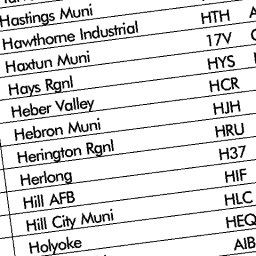 Hastings Muni
Hawthorne Industrial HTH
Haxtun Muni 17V
Hays Rgnl HYS
Heber Valley HCR
Hebron Muni HJH
Herington Rgnl HRU
Herlong H37
Hill AFB HIF
Hill City Muni HLC
Holyoke HEQ
AIB